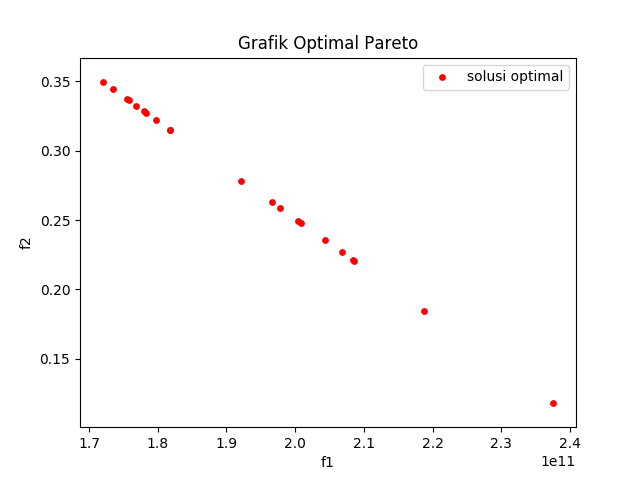 Grafik Optimal Pareto
solusi optimal
0.35
0.30
0.25
0.20
0.15
f2
1.7 1.8 1.9 2.0 2.1 2.2 2.3 2.4
1e11
f1